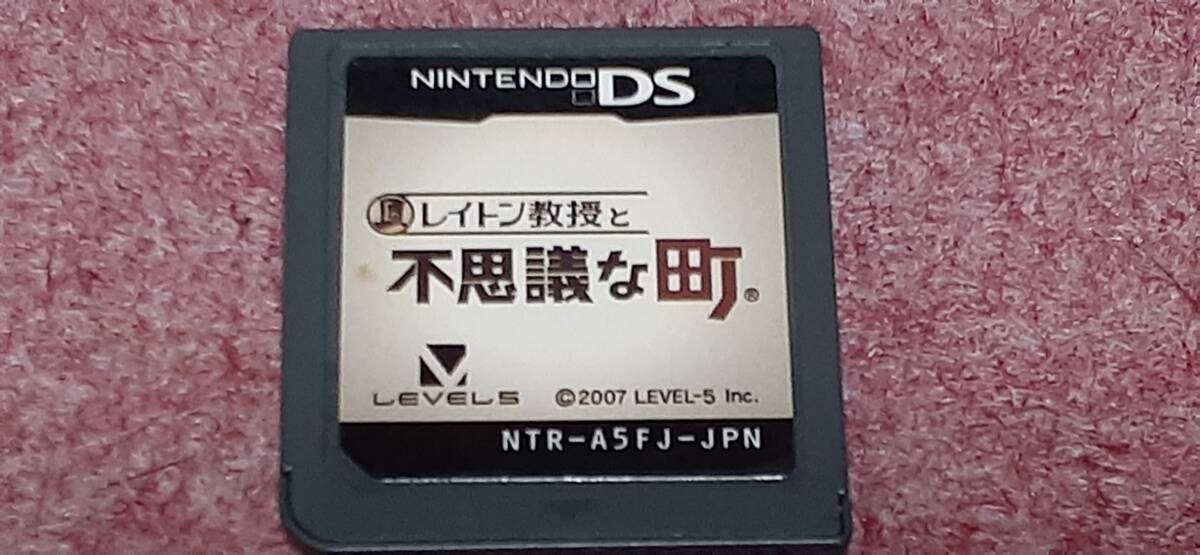 NINTENDO DS
レイトン教授と
不思議な町®
LEVEL5
©2007 LEVEL-5 Inc.
NTR-A5FJ-JPN